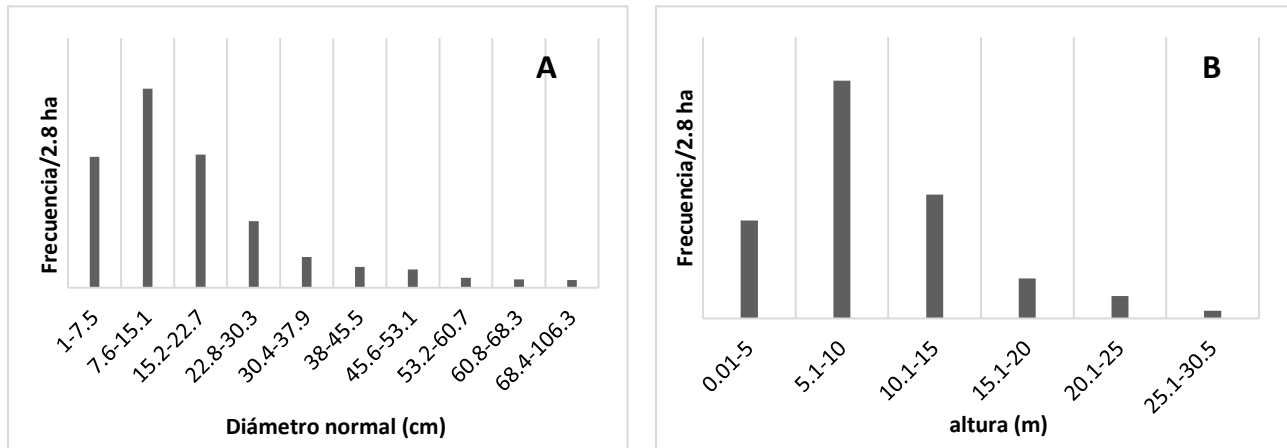 A
Frecuencia/2.8 ha
1-7.5
7.6-15.1
15.2-22.7
22.8-30.3
30.4-37.9
38-45.5
45.6-53.1
53.2-60.7
60.8-68.3
68.4-106.3
Diámetro normal (cm)
B
Frecuencia/2.8 ha
0.01-5
5.1-10
10.1-15
15.1-20
20.1-25
25.1-30.5
altura (m)